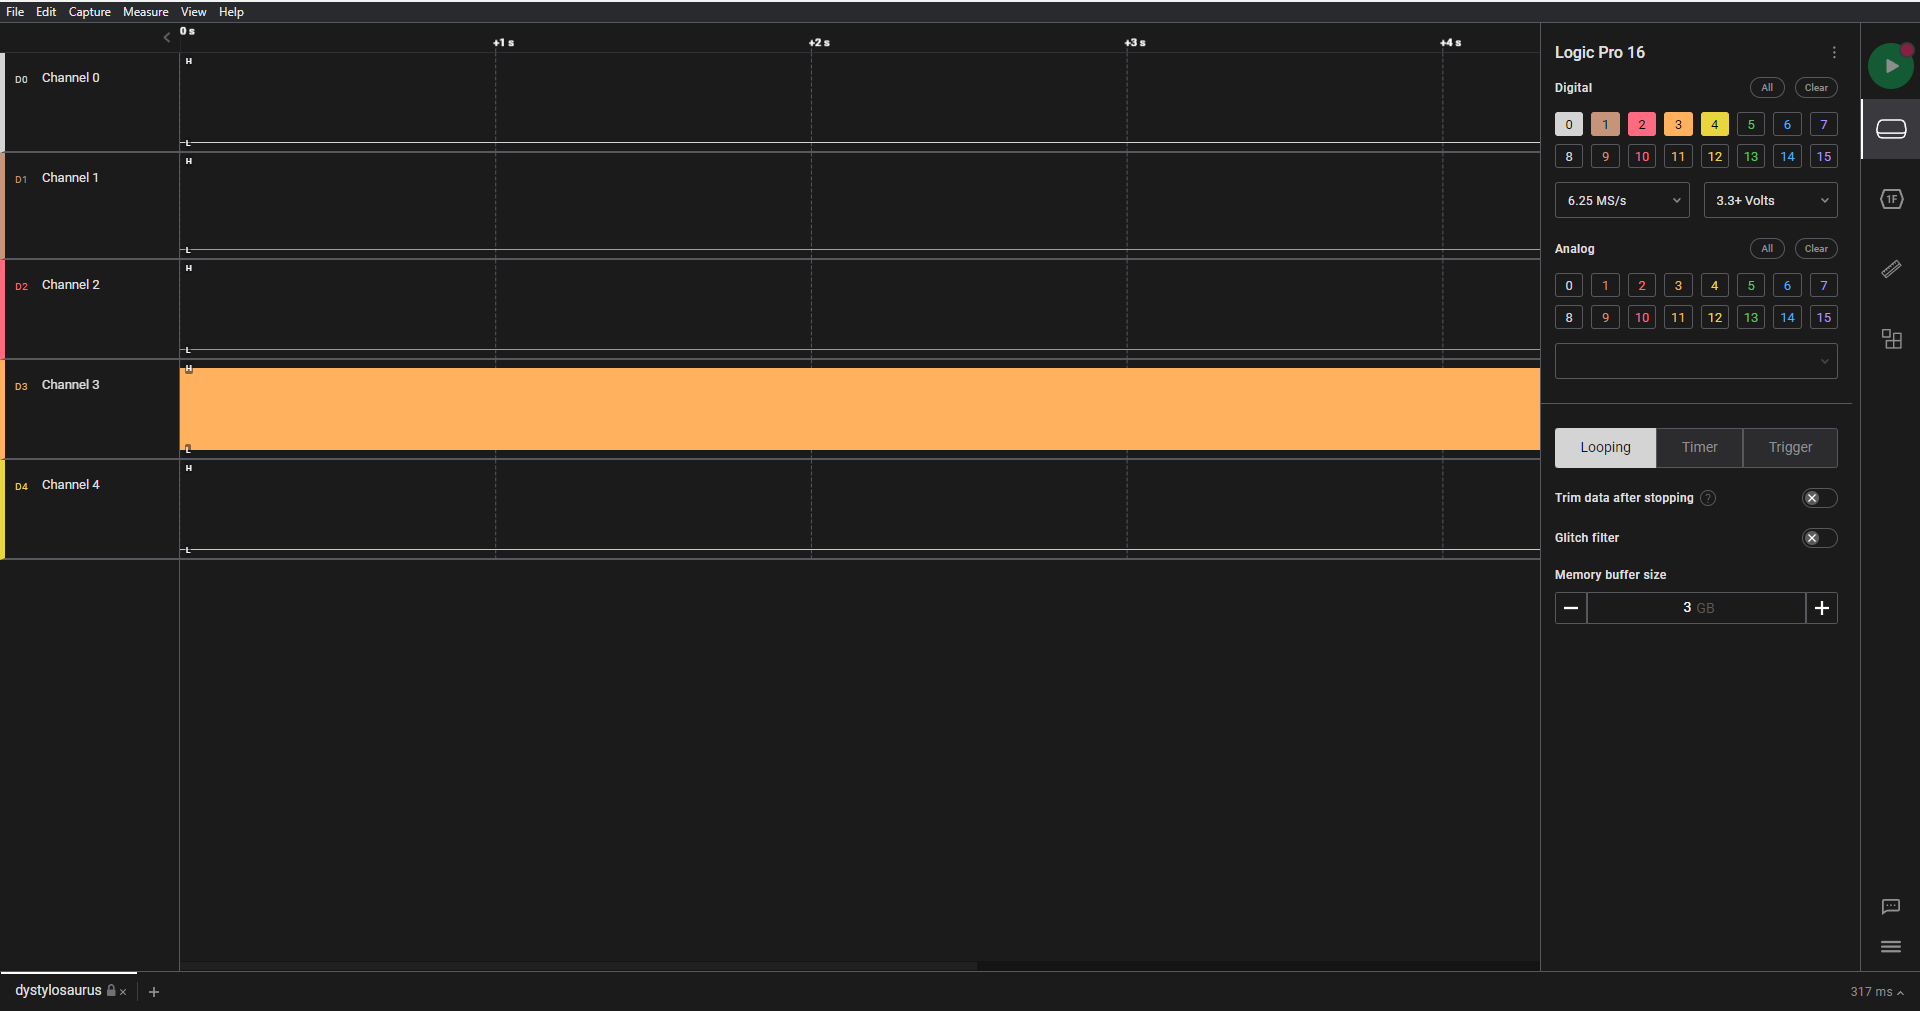 File Edit Capture Measure View Help
0 s
+1 s +2 s +3 s +4 s
D0 Channel 0
H
L
D1 Channel 1
H
L
D2 Channel 2
H
L
D3 Channel 3
H
L
D4 Channel 4
H
L
Logic Pro 16
Digital All Clear
0 1 2 3 4 5 6 7
8 9 10 11 12 13 14 15
6.25 MS/s 3.3+ Volts
Analog All Clear
0 1 2 3 4 5 6 7
8 9 10 11 12 13 14 15
Looping Timer Trigger
Trim data after stopping ?
Glitch filter
Memory buffer size
3 GB
1F
dystylosaurus
317 ms